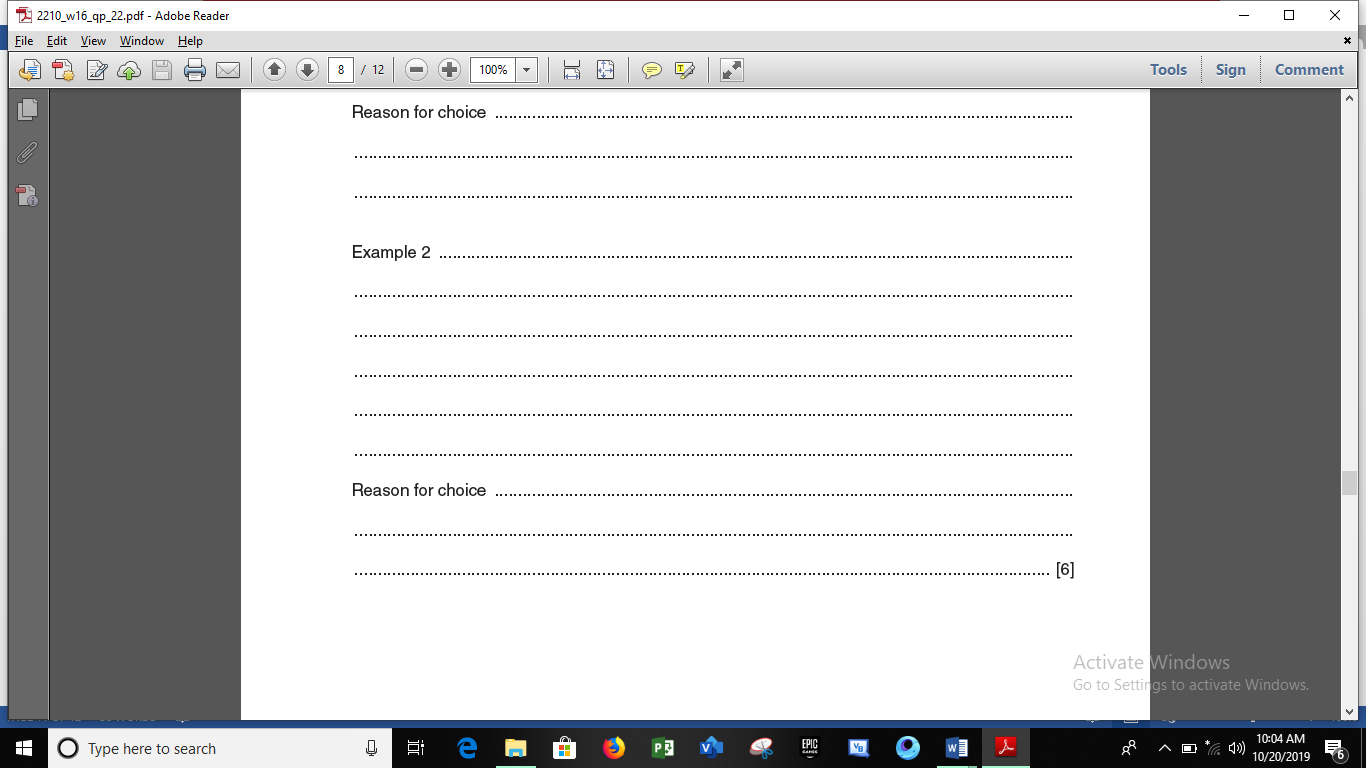 2210_w16_qp_22.pdf - Adobe Reader
File Edit View Window Help
8 / 12 100% Tools Sign Comment
Reason for choice ................................................................
................................................................
................................................................
Example 2 ................................................................
................................................................
................................................................
................................................................
................................................................
................................................................
Reason for choice ................................................................
................................................................
................................................................ [6]
Activate Windows
Go to Settings to activate Windows.
Type here to search
10:04 AM
10/20/2019
6